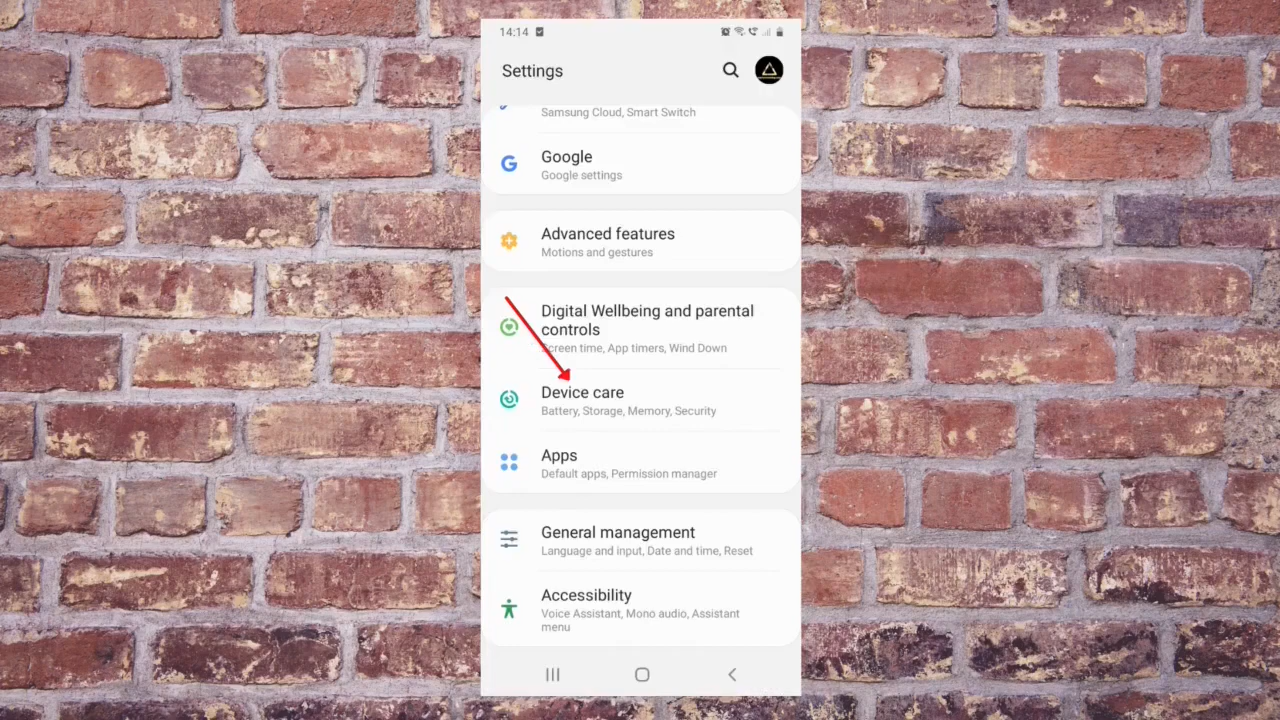 14:14
Settings
Samsung Cloud, Smart Switch
Google
Google settings
Advanced features
Motions and gestures
Digital Wellbeing and parental
controls
Screen time, App timers, Wind Down
Device care
Battery, Storage, Memory, Security
Apps
Default apps, Permission manager
General management
Language and input, Date and time, Reset
Accessibility
Voice Assistant, Mono audio, Assistant
menu